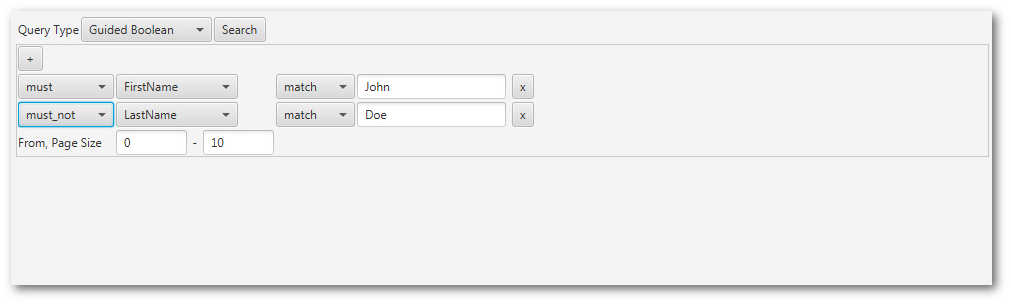 Query Type Guided Boolean Search
+
must FirstName match John x
must_not LastName match Doe x
From, Page Size 0 - 10